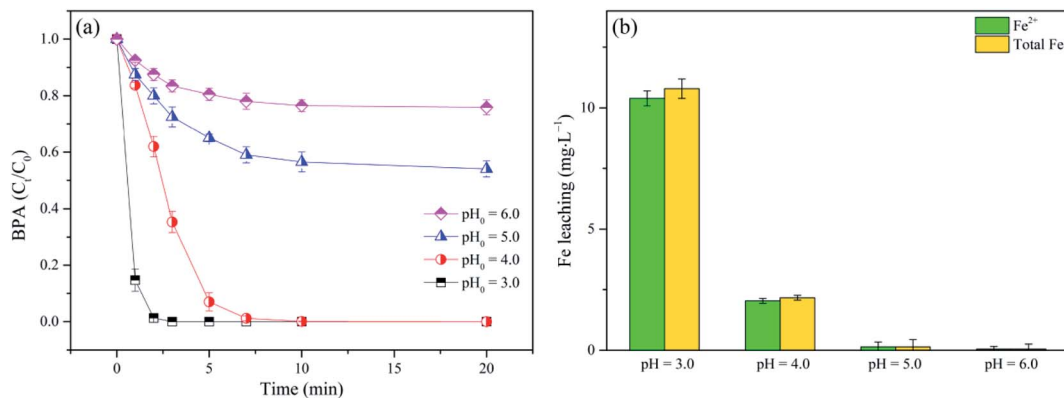 (a)
1.0
0.8
0.6
0.4
0.2
0.0
BPA (Cₜ/C₀)
pH₀ = 6.0
pH₀ = 5.0
pH₀ = 4.0
pH₀ = 3.0
0
5
10
15
20
Time (min)
(b)
Fe²⁺
Total Fe
10
5
0
Fe leaching (mg·L⁻¹)
pH = 3.0
pH = 4.0
pH = 5.0
pH = 6.0